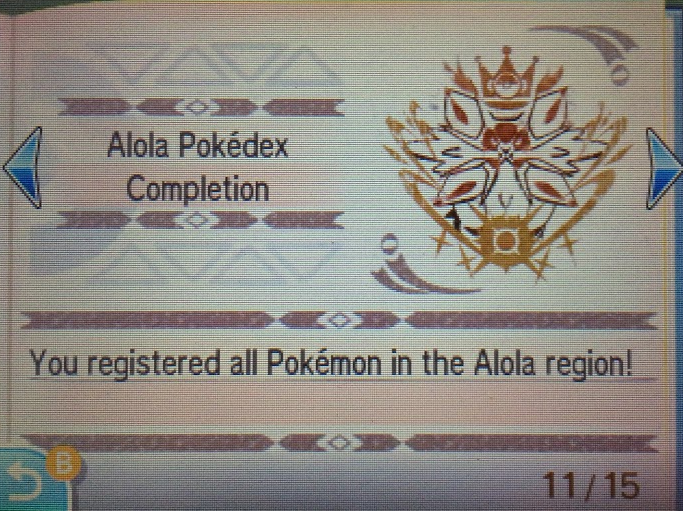 Alola Pokédex
Completion
You registered all Pokémon in the Alola region!
B
11/15